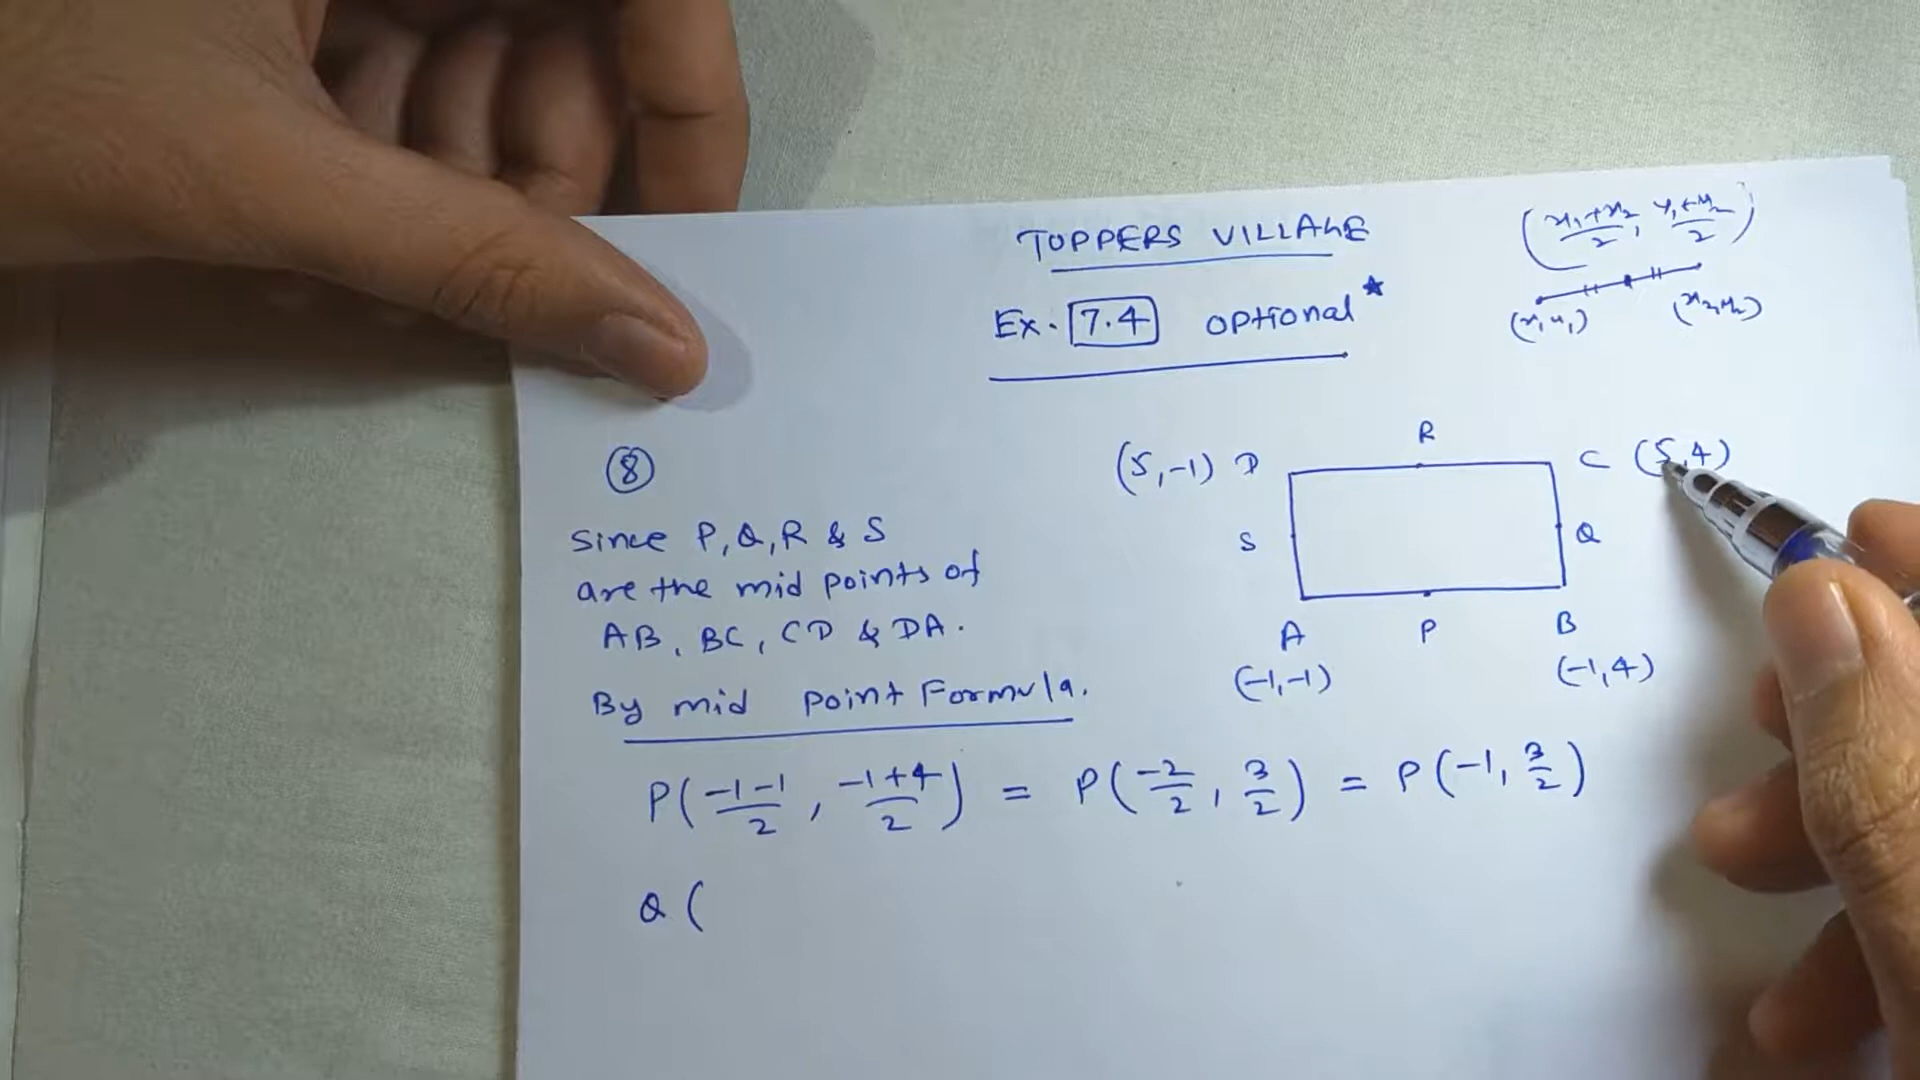 TOPPERS VILLAGE
Ex. 7.4 optional*
(x₁+x₂/2, y₁+y₂/2)
(x₁,y₁) (x₂,y₂)
8
Since P, Q, R & S
are the mid points of
AB, BC, CD & DA.
By mid point Formula.
R
(5,-1) D
C (5,4)
S
Q
A
P
B
(-1,-1)
(-1,4)
P(-1-1/2, -1+4/2) = P(-2/2, 3/2) = P(-1, 3/2)
Q (